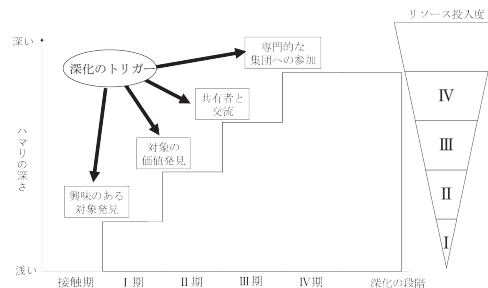 リソース投入度
深い
深化のトリガー
専門的な
集団への参加
共有者と
交流
対象の
価値発見
興味のある
対象発見
ハマりの深さ
浅い
接触期
Ⅰ期
Ⅱ期
Ⅲ期
Ⅳ期
深化の段階
Ⅳ
Ⅲ
Ⅱ
Ⅰ